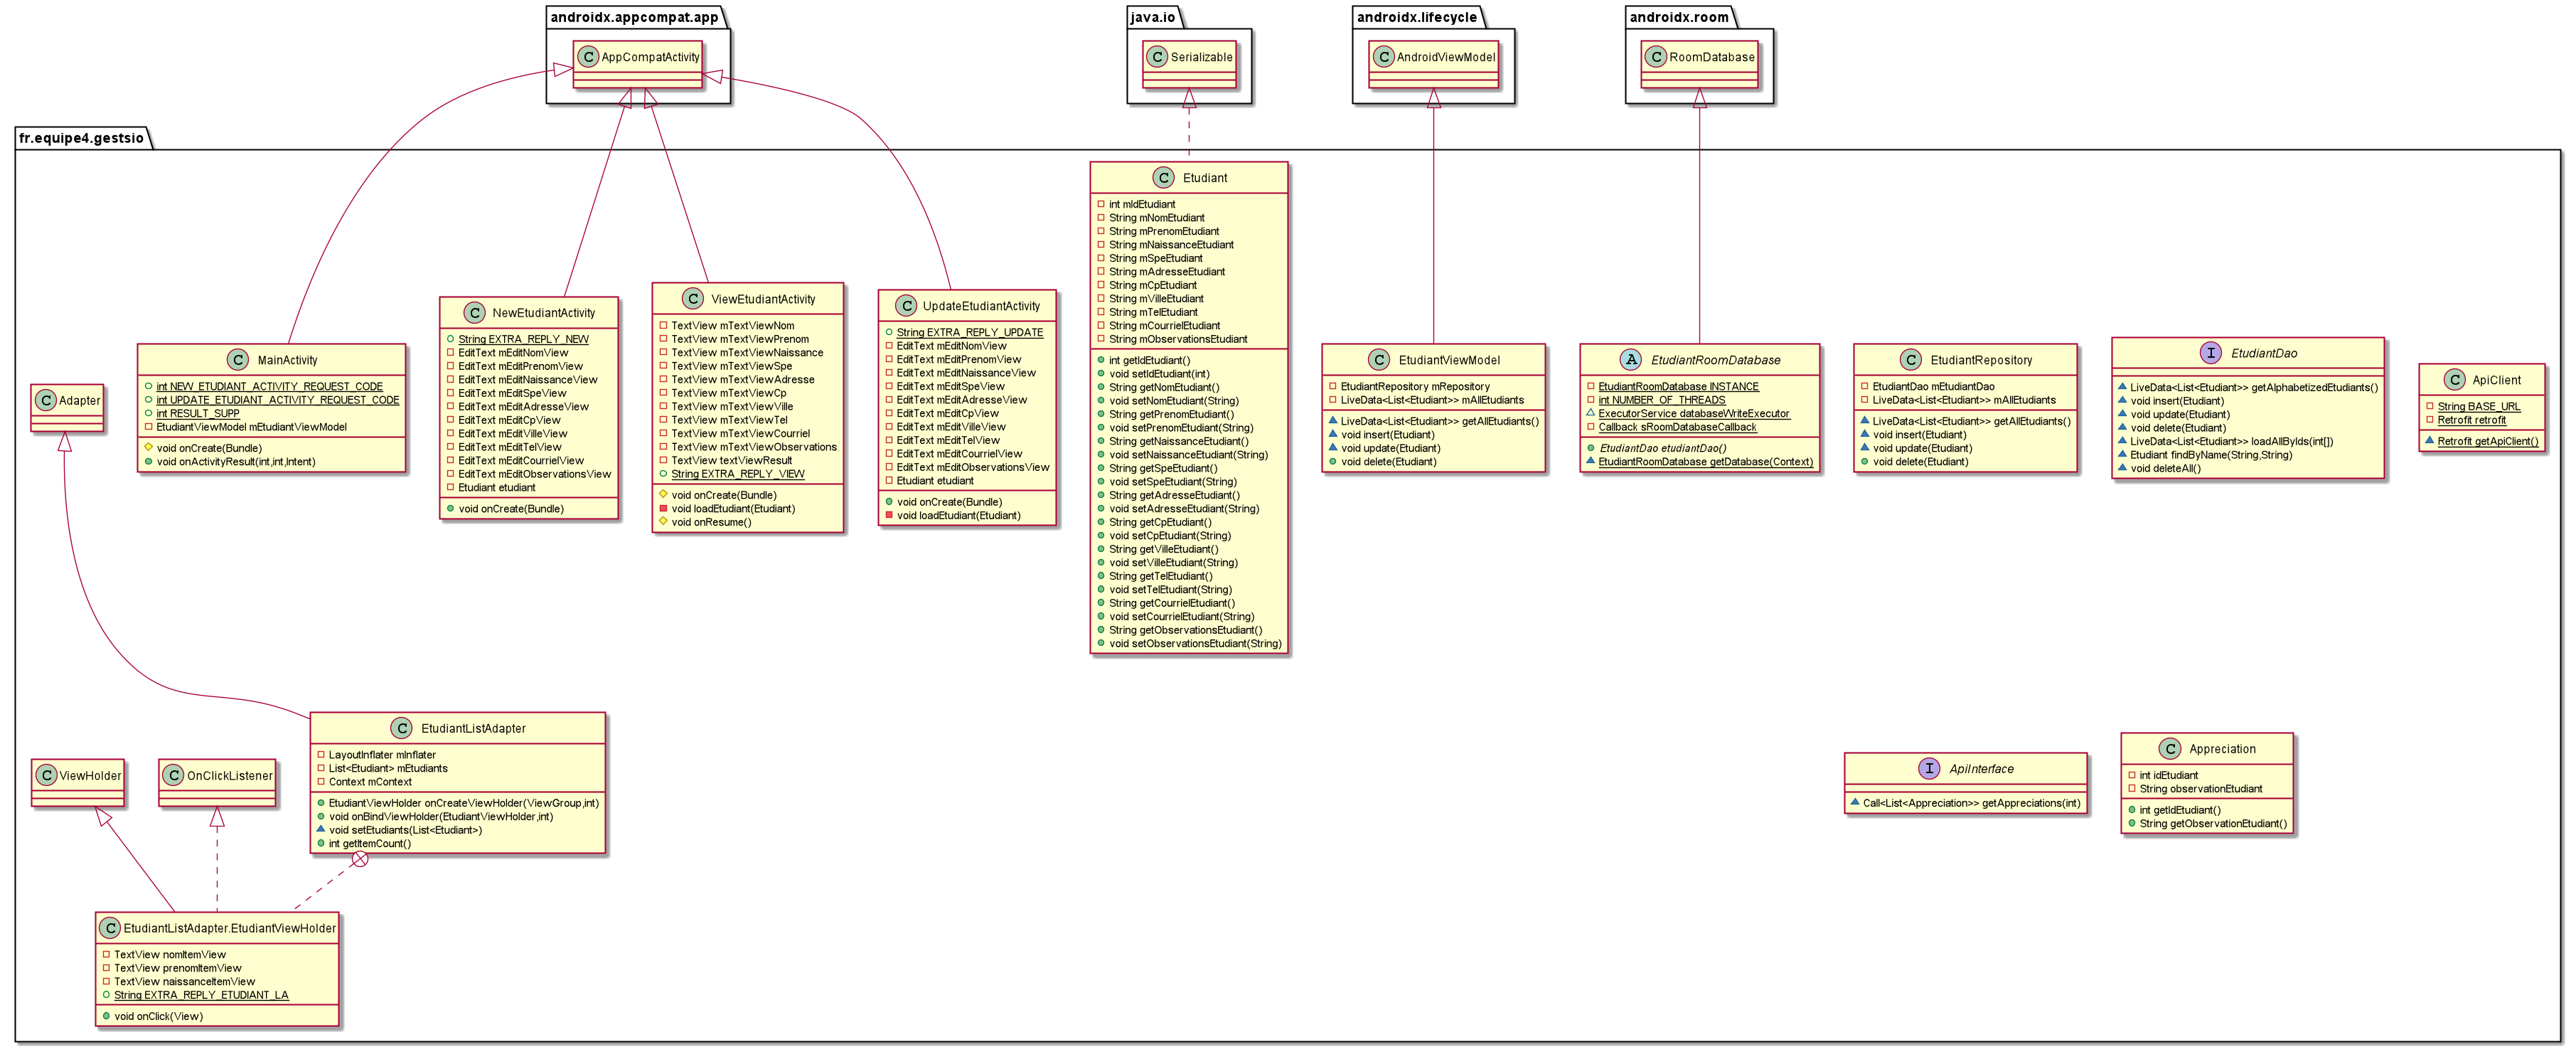 androidx.appcompat.app
C AppCompatActivity
java.io
C Serializable
androidx.lifecycle
C AndroidViewModel
androidx.room
C RoomDatabase
fr.equipe4.gestsio
C Adapter
C MainActivity
int NEW_ETUDIANT_ACTIVITY_REQUEST_CODE
int UPDATE_ETUDIANT_ACTIVITY_REQUEST_CODE
int RESULT_SUPP
EtudiantViewModel mEtudiantViewModel
void onCreate(Bundle)
void onActivityResult(int,int,Intent)
C NewEtudiantActivity
String EXTRA_REPLY_NEW
EditText mEditNomView
EditText mEditPrenomView
EditText mEditNaissanceView
EditText mEditSpeView
EditText mEditAdresseView
EditText mEditCpView
EditText mEditVilleView
EditText mEditTelView
EditText mEditCourrielView
EditText mEditObservationsView
Etudiant etudiant
void onCreate(Bundle)
C ViewEtudiantActivity
TextView mTextViewNom
TextView mTextViewPrenom
TextView mTextViewNaissance
TextView mTextViewSpe
TextView mTextViewAdresse
TextView mTextViewCp
TextView mTextViewVille
TextView mTextViewTel
TextView mTextViewCourriel
TextView mTextViewObservations
TextView textViewResult
String EXTRA_REPLY_VIEW
void onCreate(Bundle)
void loadEtudiant(Etudiant)
void onResume()
C UpdateEtudiantActivity
String EXTRA_REPLY_UPDATE
EditText mEditNomView
EditText mEditPrenomView
EditText mEditNaissanceView
EditText mEditSpeView
EditText mEditAdresseView
EditText mEditCpView
EditText mEditVilleView
EditText mEditTelView
EditText mEditCourrielView
EditText mEditObservationsView
Etudiant etudiant
void onCreate(Bundle)
void loadEtudiant(Etudiant)
C Etudiant
int mIdEtudiant
String mNomEtudiant
String mPrenomEtudiant
String mNaissanceEtudiant
String mSpeEtudiant
String mAdresseEtudiant
String mCpEtudiant
String mVilleEtudiant
String mTelEtudiant
String mCourrielEtudiant
String mObservationsEtudiant
int getIdEtudiant()
void setIdEtudiant(int)
String getNomEtudiant()
void setNomEtudiant(String)
String getPrenomEtudiant()
void setPrenomEtudiant(String)
String getNaissanceEtudiant()
void setNaissanceEtudiant(String)
String getSpeEtudiant()
void setSpeEtudiant(String)
String getAdresseEtudiant()
void setAdresseEtudiant(String)
String getCpEtudiant()
void setCpEtudiant(String)
String getVilleEtudiant()
void setVilleEtudiant(String)
String getTelEtudiant()
void setTelEtudiant(String)
String getCourrielEtudiant()
void setCourrielEtudiant(String)
String getObservationsEtudiant()
void setObservationsEtudiant(String)
C EtudiantViewModel
EtudiantRepository mRepository
LiveData<List<Etudiant>> mAllEtudiants
LiveData<List<Etudiant>> getAllEtudiants()
void insert(Etudiant)
void update(Etudiant)
void delete(Etudiant)
A EtudiantRoomDatabase
EtudiantRoomDatabase INSTANCE
int NUMBER_OF_THREADS
ExecutorService databaseWriteExecutor
Callback sRoomDatabaseCallback
EtudiantDao etudiantDao()
EtudiantRoomDatabase getDatabase(Context)
C EtudiantRepository
EtudiantDao mEtudiantDao
LiveData<List<Etudiant>> mAllEtudiants
LiveData<List<Etudiant>> getAllEtudiants()
void insert(Etudiant)
void update(Etudiant)
void delete(Etudiant)
I EtudiantDao
LiveData<List<Etudiant>> getAlphabetizedEtudiants()
void insert(Etudiant)
void update(Etudiant)
void delete(Etudiant)
LiveData<List<Etudiant>> loadAllByIds(int[])
Etudiant findByName(String,String)
void deleteAll()
C ApiClient
String BASE_URL
Retrofit retrofit
Retrofit getApiClient()
C ViewHolder
C OnClickListener
C EtudiantListAdapter
LayoutInflater mInflater
List<Etudiant> mEtudiants
Context mContext
EtudiantViewHolder onCreateViewHolder(ViewGroup,int)
void onBindViewHolder(EtudiantViewHolder,int)
void setEtudiants(List<Etudiant>)
int getItemCount()
I ApiInterface
Call<List<Appreciation>> getAppreciations(int)
C Appreciation
int idEtudiant
String observationEtudiant
int getIdEtudiant()
String getObservationEtudiant()
C EtudiantListAdapter.EtudiantViewHolder
TextView nomItemView
TextView prenomItemView
TextView naissanceItemView
String EXTRA_REPLY_ETUDIANT_LA
void onClick(View)